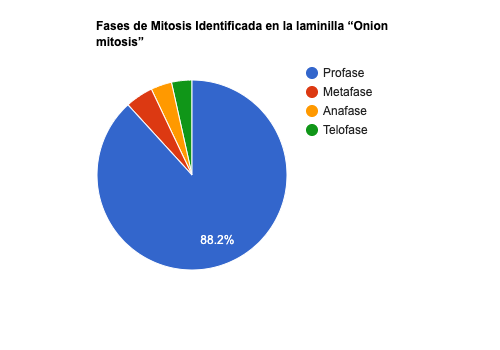 Fases de Mitosis Identificada en la laminilla “Onion
mitosis”
Profase
Metafase
Anafase
Telofase
88.2%